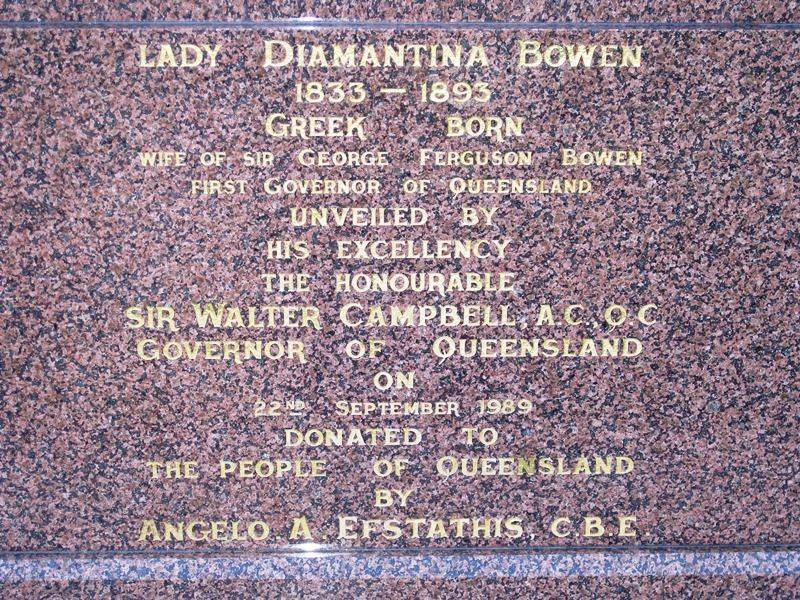 LADY DIAMANTINA BOWEN
1833 — 1893
GREEK BORN
WIFE OF SIR GEORGE FERGUSON BOWEN
FIRST GOVERNOR OF QUEENSLAND
UNVEILED BY
HIS EXCELLENCY
THE HONOURABLE
SIR WALTER CAMPBELL, A.C., Q.C
GOVERNOR OF QUEENSLAND
ON
22ND SEPTEMBER 1989
DONATED TO
THE PEOPLE OF QUEENSLAND
BY
ANGELO A. EFSTATHIS, C.B.E.